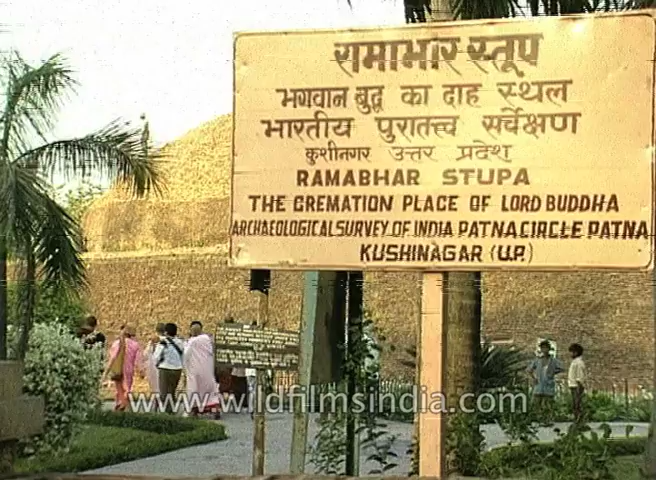 रामाभार स्तूप
भगवान बुद्ध का दाह स्थल
भारतीय पुरातत्त्व सर्वेक्षण
कुशीनगर उत्तर प्रदेश
RAMABHAR STUPA
THE CREMATION PLACE OF LORD BUDDHA
ARCHAEOLOGICAL SURVEY OF INDIA PATNA CIRCLE PATNA
KUSHINAGAR (U.P.)
www.wildfilmsindia.com